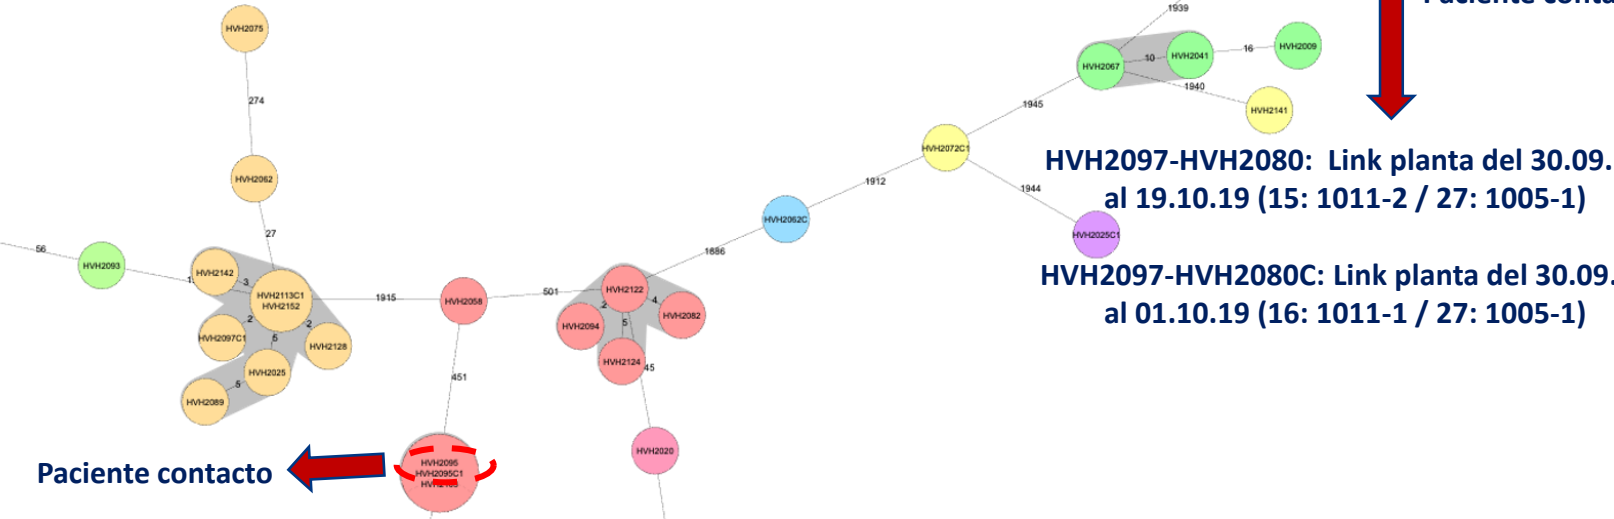 1939
Paciente conta
HVH2075
HVH2067
10
HVH2041
16
HVH2009
274
1945
1940
HVH2141
HVH2072C1
HVH2097-HVH2080: Link planta del 30.09.
al 19.10.19 (15: 1011-2 / 27: 1005-1)
HVH2062
1912
1944
HVH2062C
27
HVH2025C1
56
HVH2093
1686
HVH2142
3
HVH2097-HVH2080C: Link planta del 30.09.
al 01.10.19 (16: 1011-1 / 27: 1005-1)
HVH2113C1
HVH2152
1915
HVH2058
501
HVH2122
2
4
HVH2082
2
2
HVH2094
5
HVH2097C1
5
HVH2128
HVH2124
45
HVH2025
451
5
HVH2089
HVH2020
Paciente contacto
HVH2095
HVH2095C1